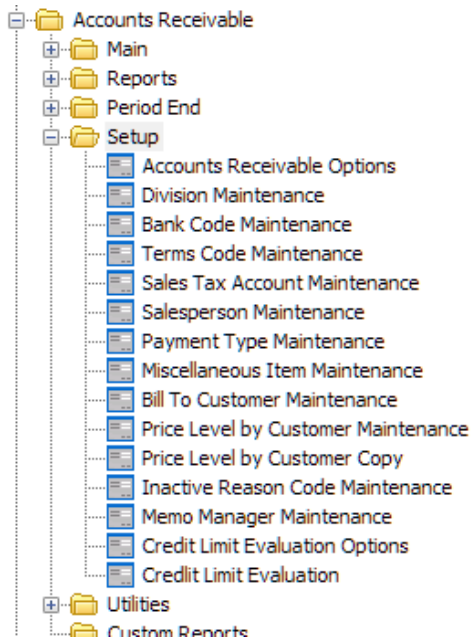 Accounts Receivable
Main
Reports
Period End
Setup
Accounts Receivable Options
Division Maintenance
Bank Code Maintenance
Terms Code Maintenance
Sales Tax Account Maintenance
Salesperson Maintenance
Payment Type Maintenance
Miscellaneous Item Maintenance
Bill To Customer Maintenance
Price Level by Customer Maintenance
Price Level by Customer Copy
Inactive Reason Code Maintenance
Memo Manager Maintenance
Credit Limit Evaluation Options
Credlit Limit Evaluation
Utilities
Custom Reports